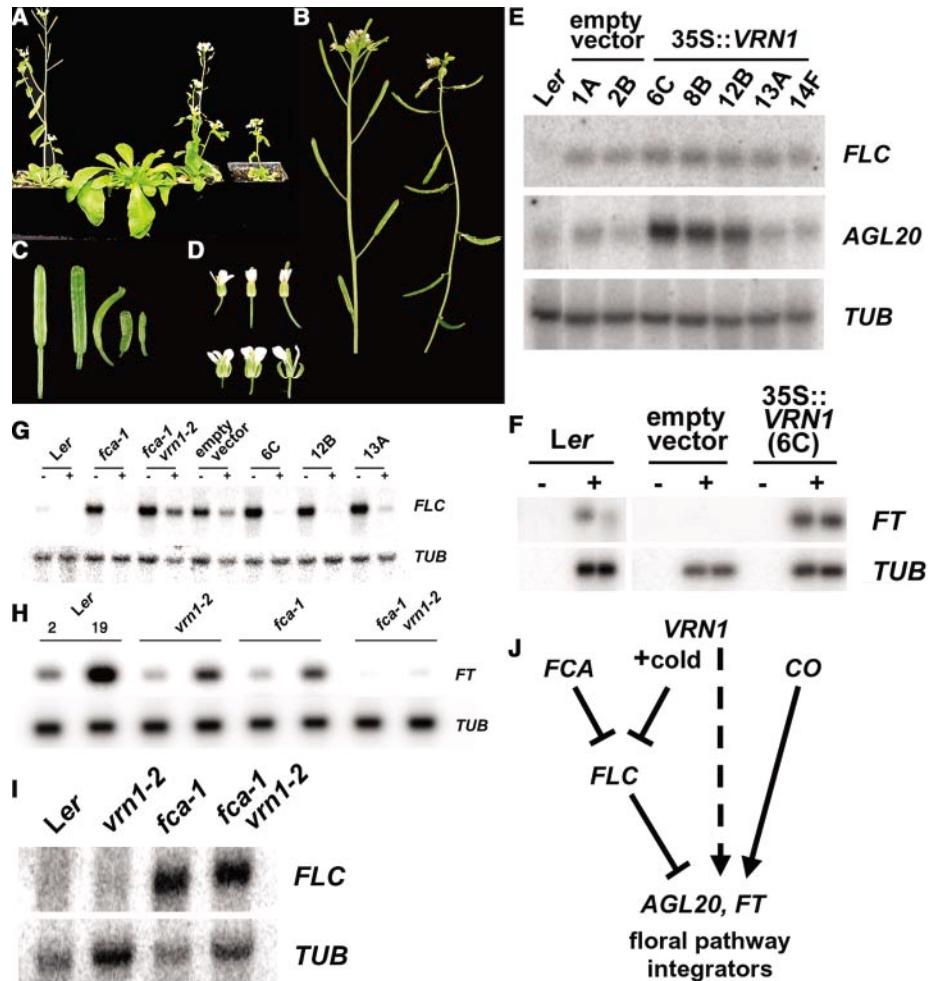 A
B
C
D
E
empty vector
35S::VRN1
Ler
1A
2B
6C
8B
12B
13A
14F
FLC
AGL20
TUB
F
Ler
empty vector
35S::VRN1 (6C)
- +
- +
- +
FT
TUB
G
Ler
fca-1
fca-1 vrn1-2
empty vector
6C
12B
13A
- + - + - + - + - + - + - +
FLC
TUB
H
Ler
2 19
vrn1-2
fca-1
fca-1 vrn1-2
FT
TUB
I
Ler
vrn1-2
fca-1
fca-1 vrn1-2
FLC
TUB
J
VRN1
+cold
FCA
CO
FLC
AGL20, FT
floral pathway
integrators